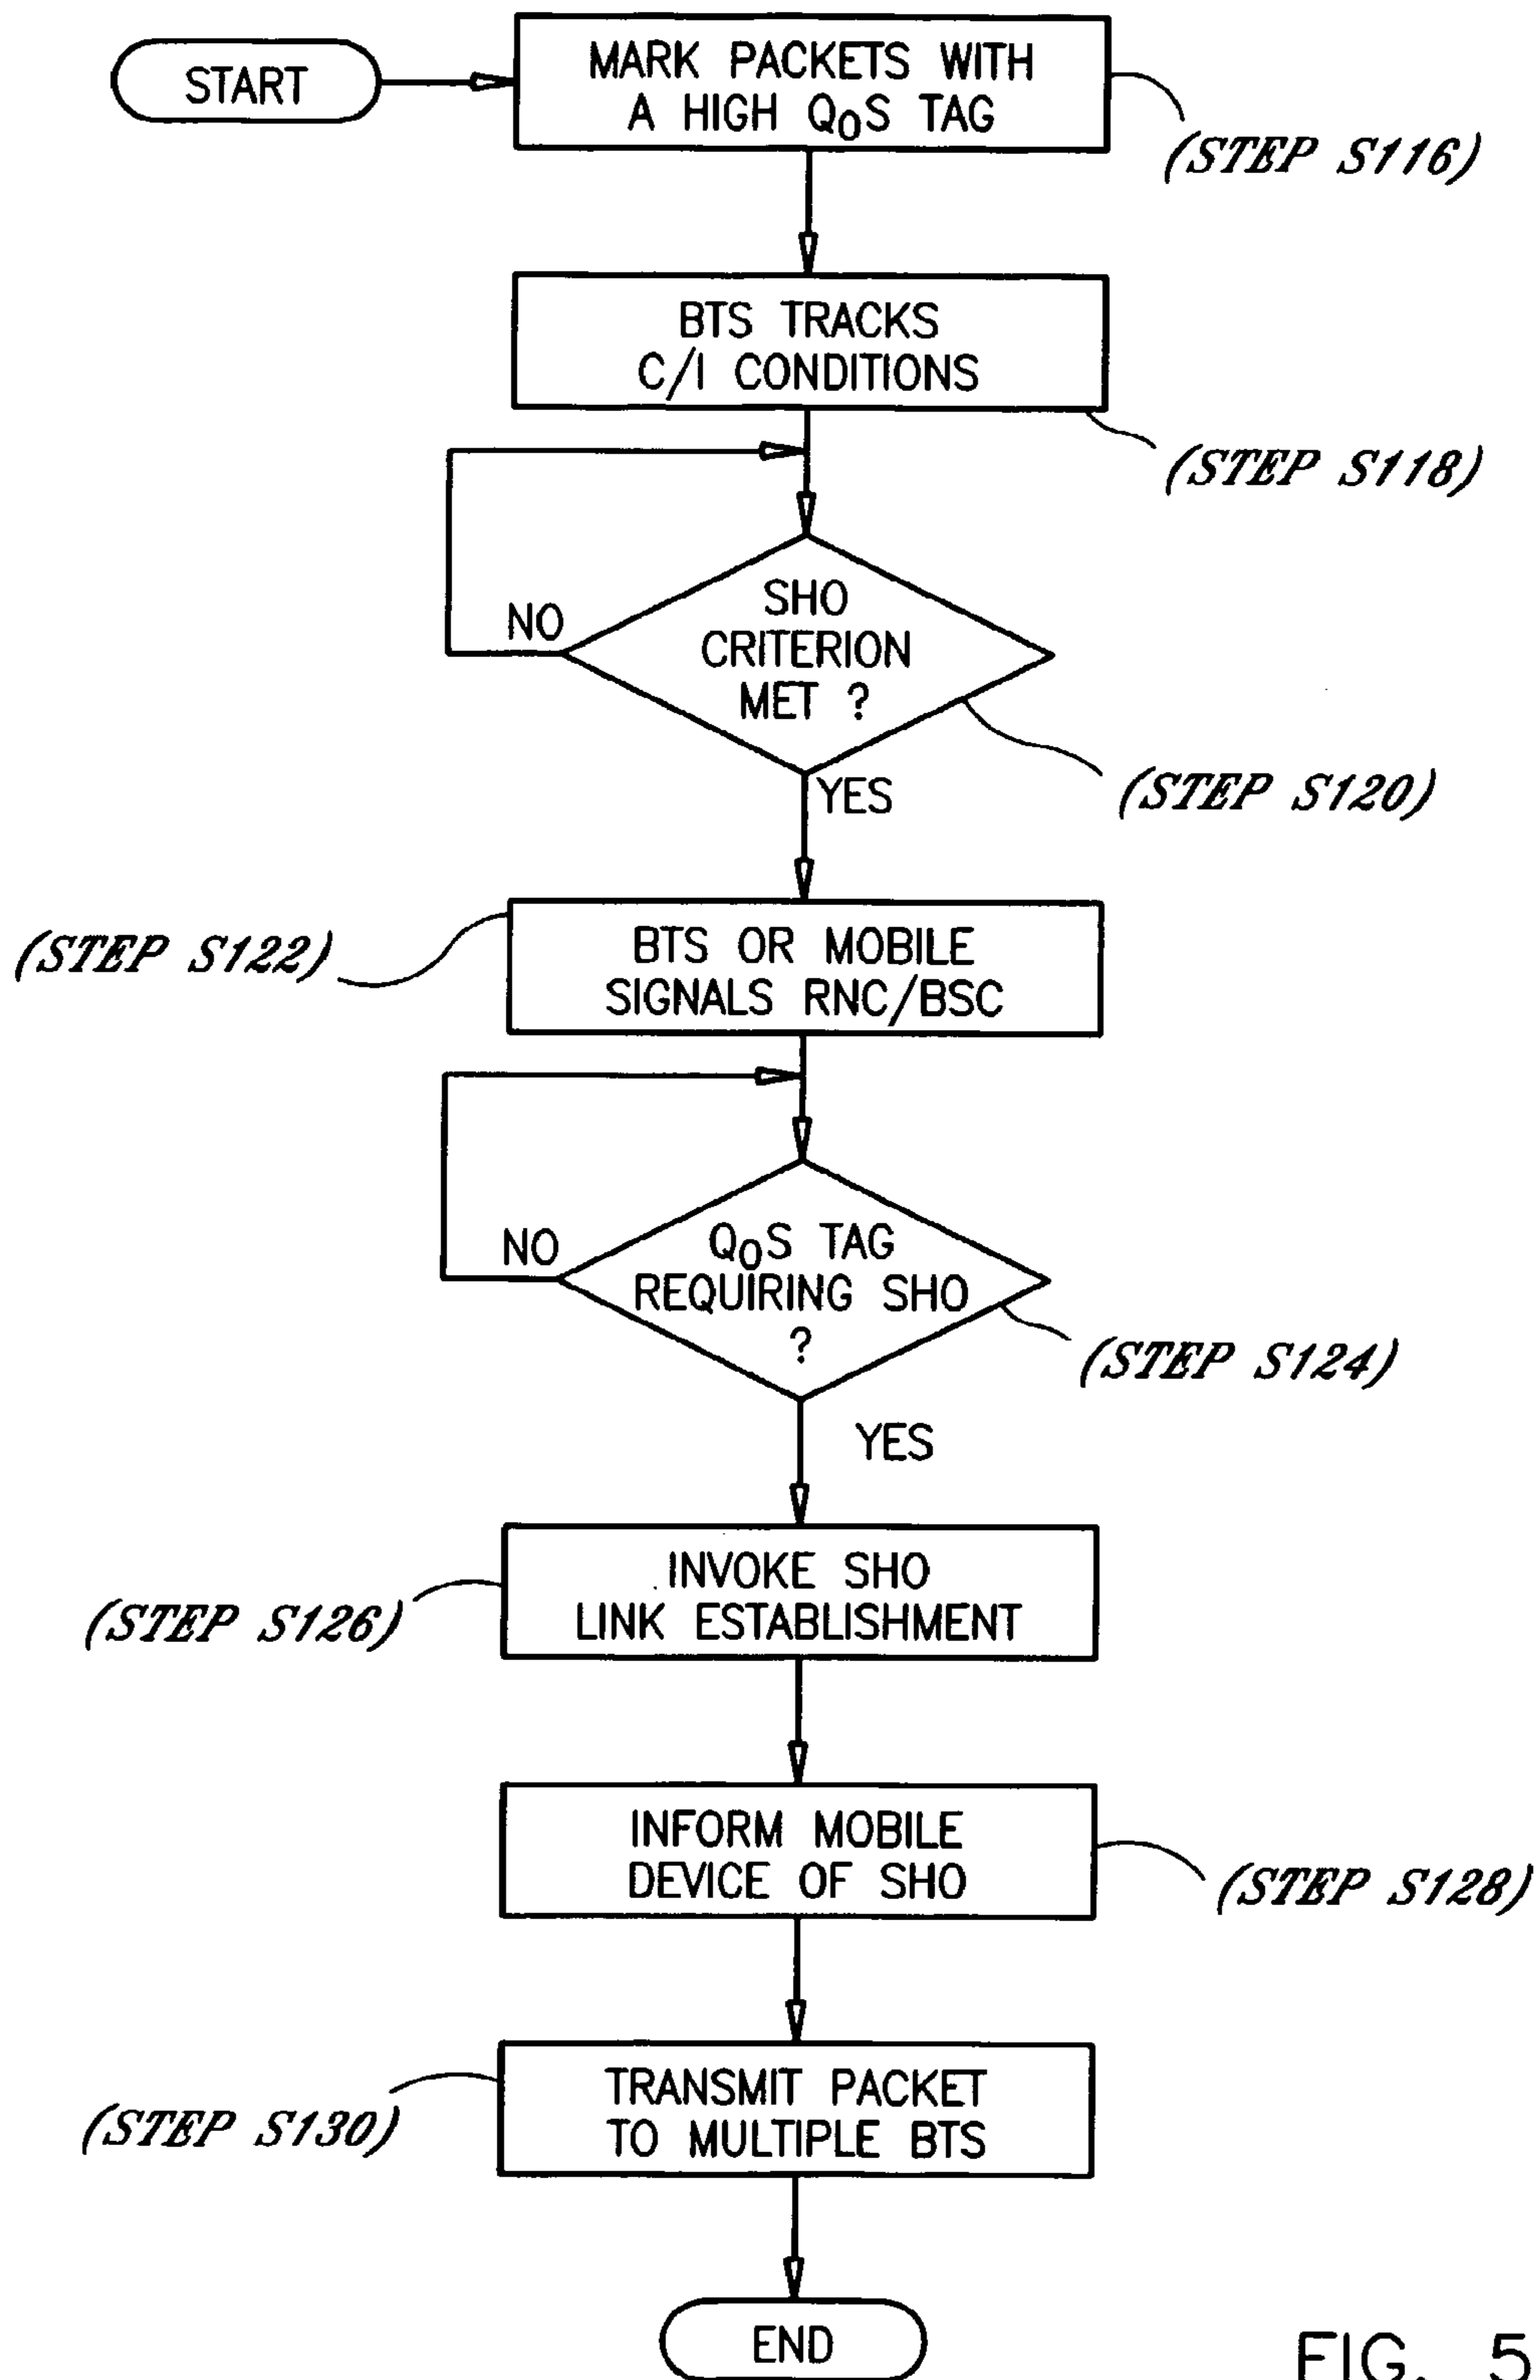 START
MARK PACKETS WITH
A HIGH QoS TAG
(STEP S116)
BTS TRACKS
C/I CONDITIONS
(STEP S118)
NO
SHO
CRITERION
MET ?
(STEP S120)
YES
(STEP S122)
BTS OR MOBILE
SIGNALS RNC/BSC
NO
QoS TAG
REQUIRING SHO
?
(STEP S124)
YES
INVOKE SHO
LINK ESTABLISHMENT
(STEP S126)
INFORM MOBILE
DEVICE OF SHO
(STEP S128)
TRANSMIT PACKET
TO MULTIPLE BTS
(STEP S130)
END
FIG. 5